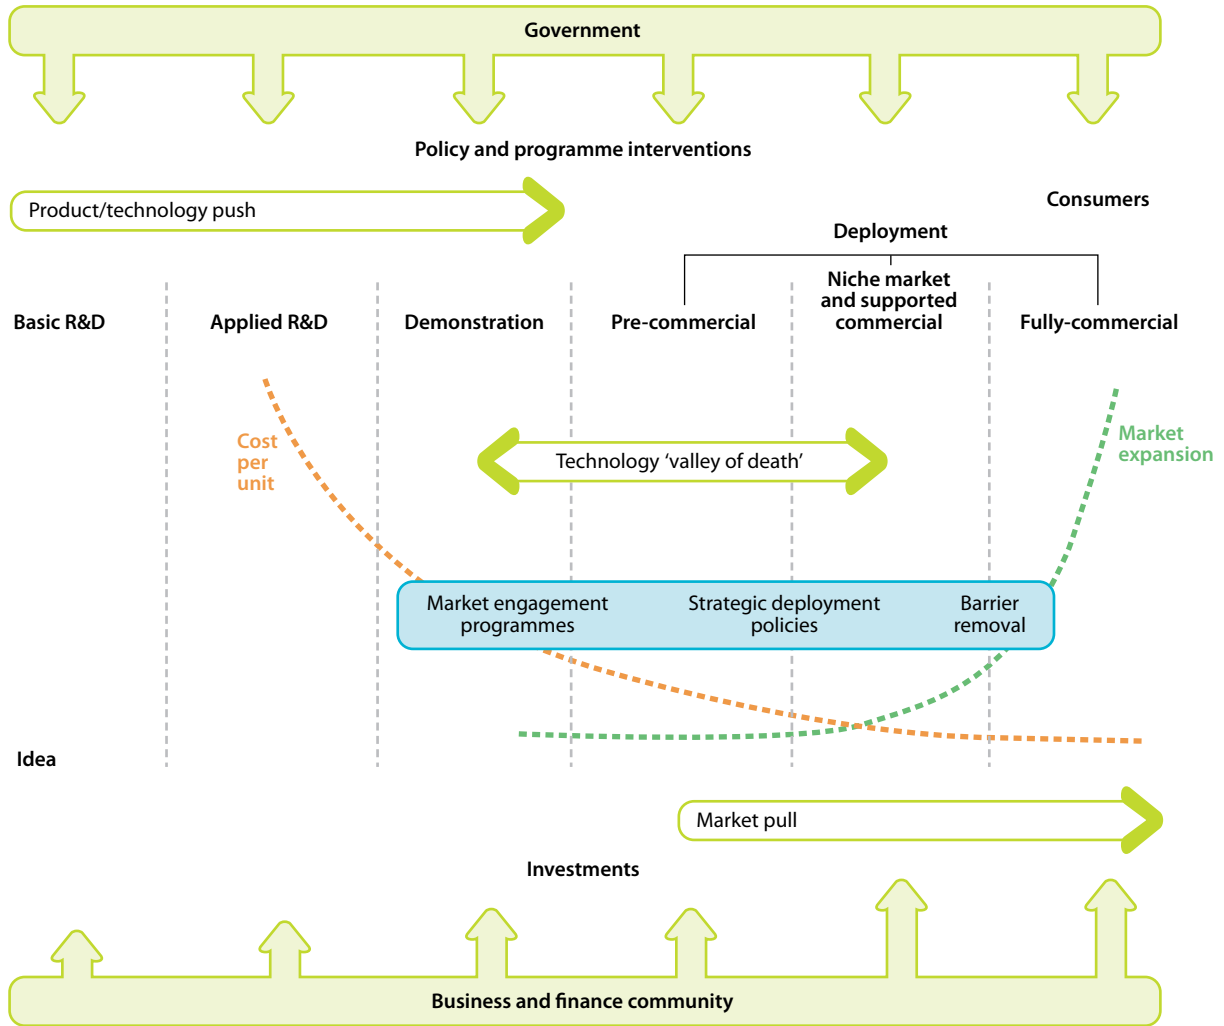 Government
Policy and programme interventions
Product/technology push
Consumers
Deployment
Basic R&D
Applied R&D
Demonstration
Pre-commercial
Niche market
and supported
commercial
Fully-commercial
Cost
per
unit
Technology ‘valley of death’
Market
expansion
Market engagement
programmes
Strategic deployment
policies
Barrier
removal
Idea
Market pull
Investments
Business and finance community